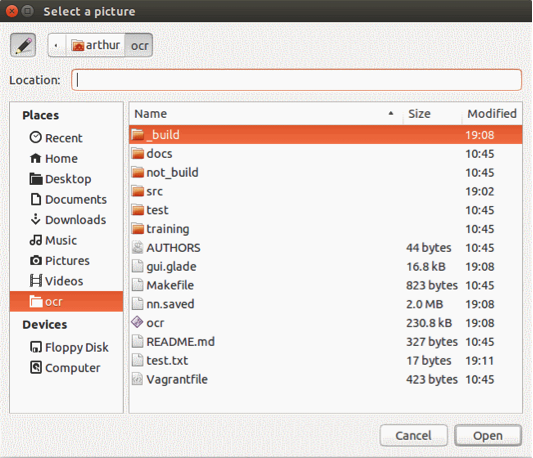 Select a picture
arthur ocr
Location:
Places
Recent
Home
Desktop
Documents
Downloads
Music
Pictures
Videos
ocr
Devices
Floppy Disk
Computer
Name Size Modified
_build 19:08
docs 10:45
not_build 10:45
src 19:02
test 10:45
training 10:45
AUTHORS 44 bytes 10:45
gui.glade 16.8 kB 19:08
Makefile 823 bytes 10:45
nn.saved 2.0 MB 19:08
ocr 230.8 kB 19:08
README.md 327 bytes 10:45
test.txt 17 bytes 19:11
Vagrantfile 423 bytes 10:45
Cancel Open